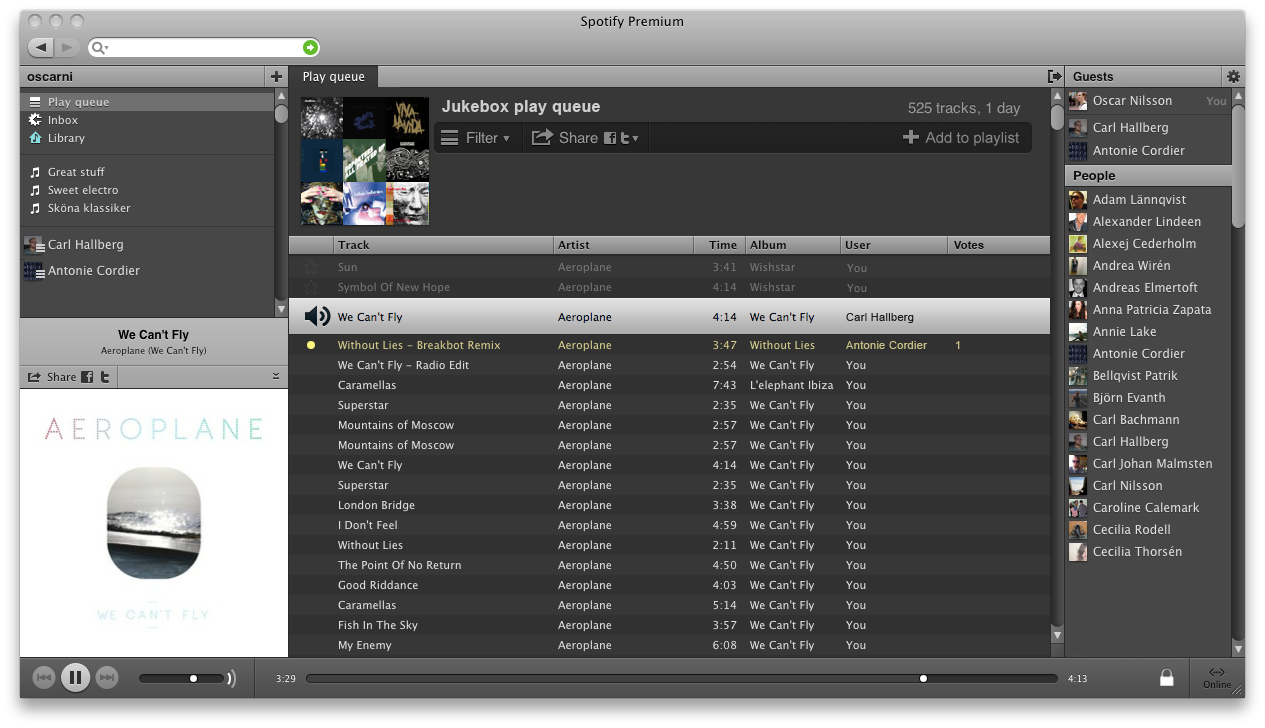 Spotify Premium
oscarni
Play queue
Inbox
Library
Great stuff
Sweet electro
Sköna klassiker
Carl Hallberg
Antonie Cordier
We Can't Fly
Aeroplane (We Can't Fly)
Share
AEROPLANE
WE CAN'T FLY
Play queue
VIVA LA VIDA
Jukebox play queue
525 tracks, 1 day
Filter Share Add to playlist
Track Artist Time Album User Votes
Sun Aeroplane 3:41 Wishstar You
Symbol Of New Hope Aeroplane 4:14 Wishstar You
We Can't Fly Aeroplane 4:14 We Can't Fly Carl Hallberg
Without Lies – Breakbot Remix Aeroplane 3:47 Without Lies Antonie Cordier 1
We Can't Fly – Radio Edit Aeroplane 2:54 We Can't Fly You
Caramellas Aeroplane 7:43 L'elephant Ibiza You
Superstar Aeroplane 2:35 We Can't Fly You
Mountains of Moscow Aeroplane 2:57 We Can't Fly You
Mountains of Moscow Aeroplane 2:57 We Can't Fly You
We Can't Fly Aeroplane 4:14 We Can't Fly You
Superstar Aeroplane 2:35 We Can't Fly You
London Bridge Aeroplane 3:38 We Can't Fly You
I Don't Feel Aeroplane 4:59 We Can't Fly You
Without Lies Aeroplane 2:11 We Can't Fly You
The Point Of No Return Aeroplane 4:50 We Can't Fly You
Good Riddance Aeroplane 4:03 We Can't Fly You
Caramellas Aeroplane 5:14 We Can't Fly You
Fish In The Sky Aeroplane 3:57 We Can't Fly You
My Enemy Aeroplane 6:08 We Can't Fly You
Guests
Oscar Nilsson You
Carl Hallberg
Antonie Cordier
People
Adam Lännqvist
Alexander Lindeen
Alexej Cederholm
Andrea Wirén
Andreas Elmertoft
Anna Patricia Zapata
Annie Lake
Antonie Cordier
Bellqvist Patrik
Björn Evanth
Carl Bachmann
Carl Hallberg
Carl Johan Malmsten
Carl Nilsson
Caroline Calemark
Cecilia Rodell
Cecilia Thorsén
3:29 4:13
Online